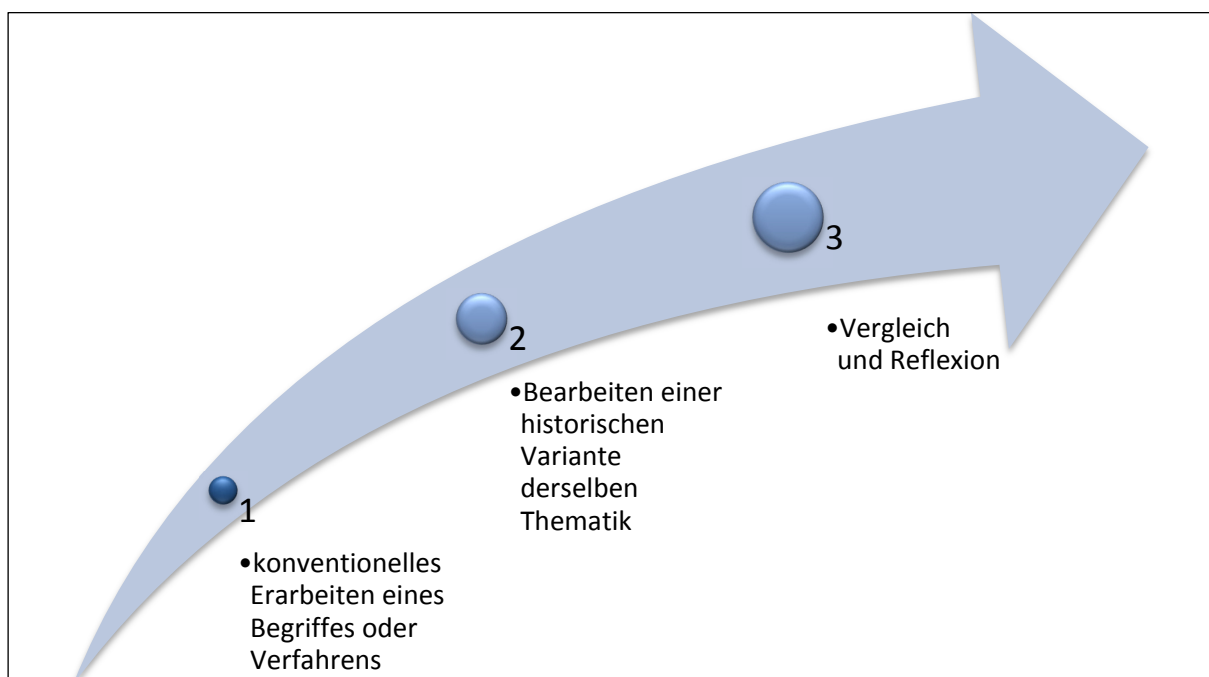 1
•konventionelles
Erarbeiten eines
Begriffes oder
Verfahrens
2
•Bearbeiten einer
historischen
Variante
derselben
Thematik
3
•Vergleich
und Reflexion